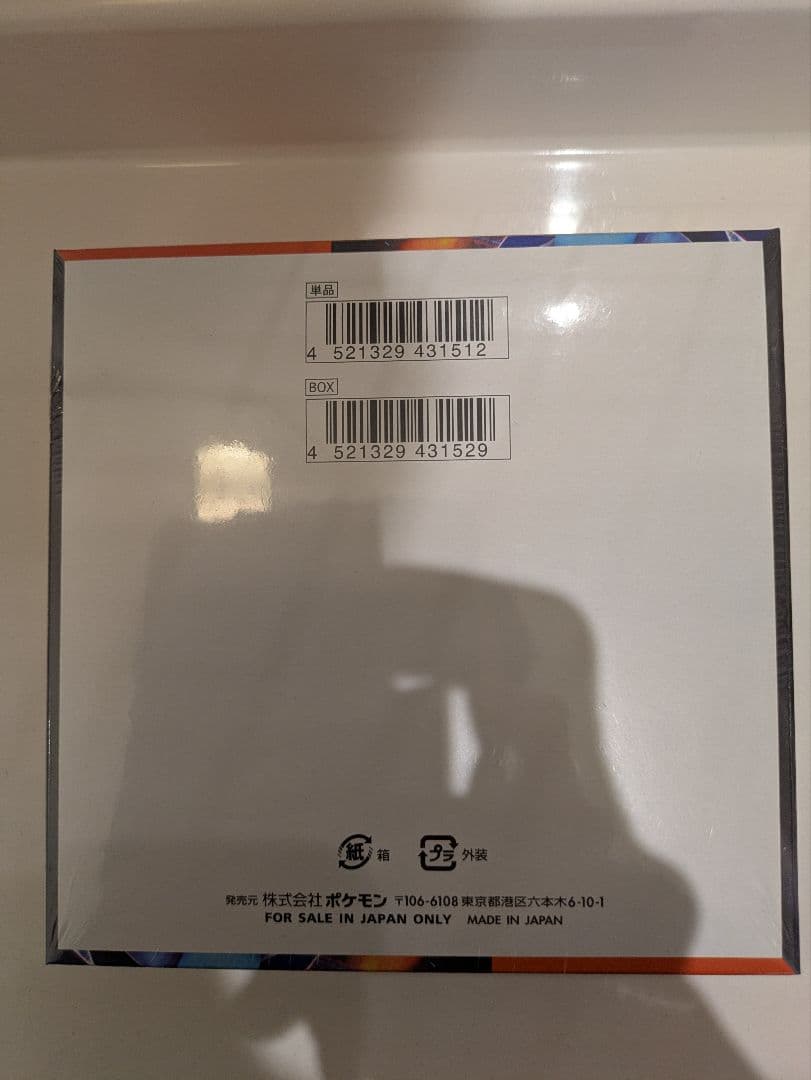 単品
4 521329 431512
BOX
4 521329 431529
紙 箱 プラ 外装
発売元 株式会社 ポケモン 〒106-6108 東京都港区六本木6-10-1
FOR SALE IN JAPAN ONLY MADE IN JAPAN